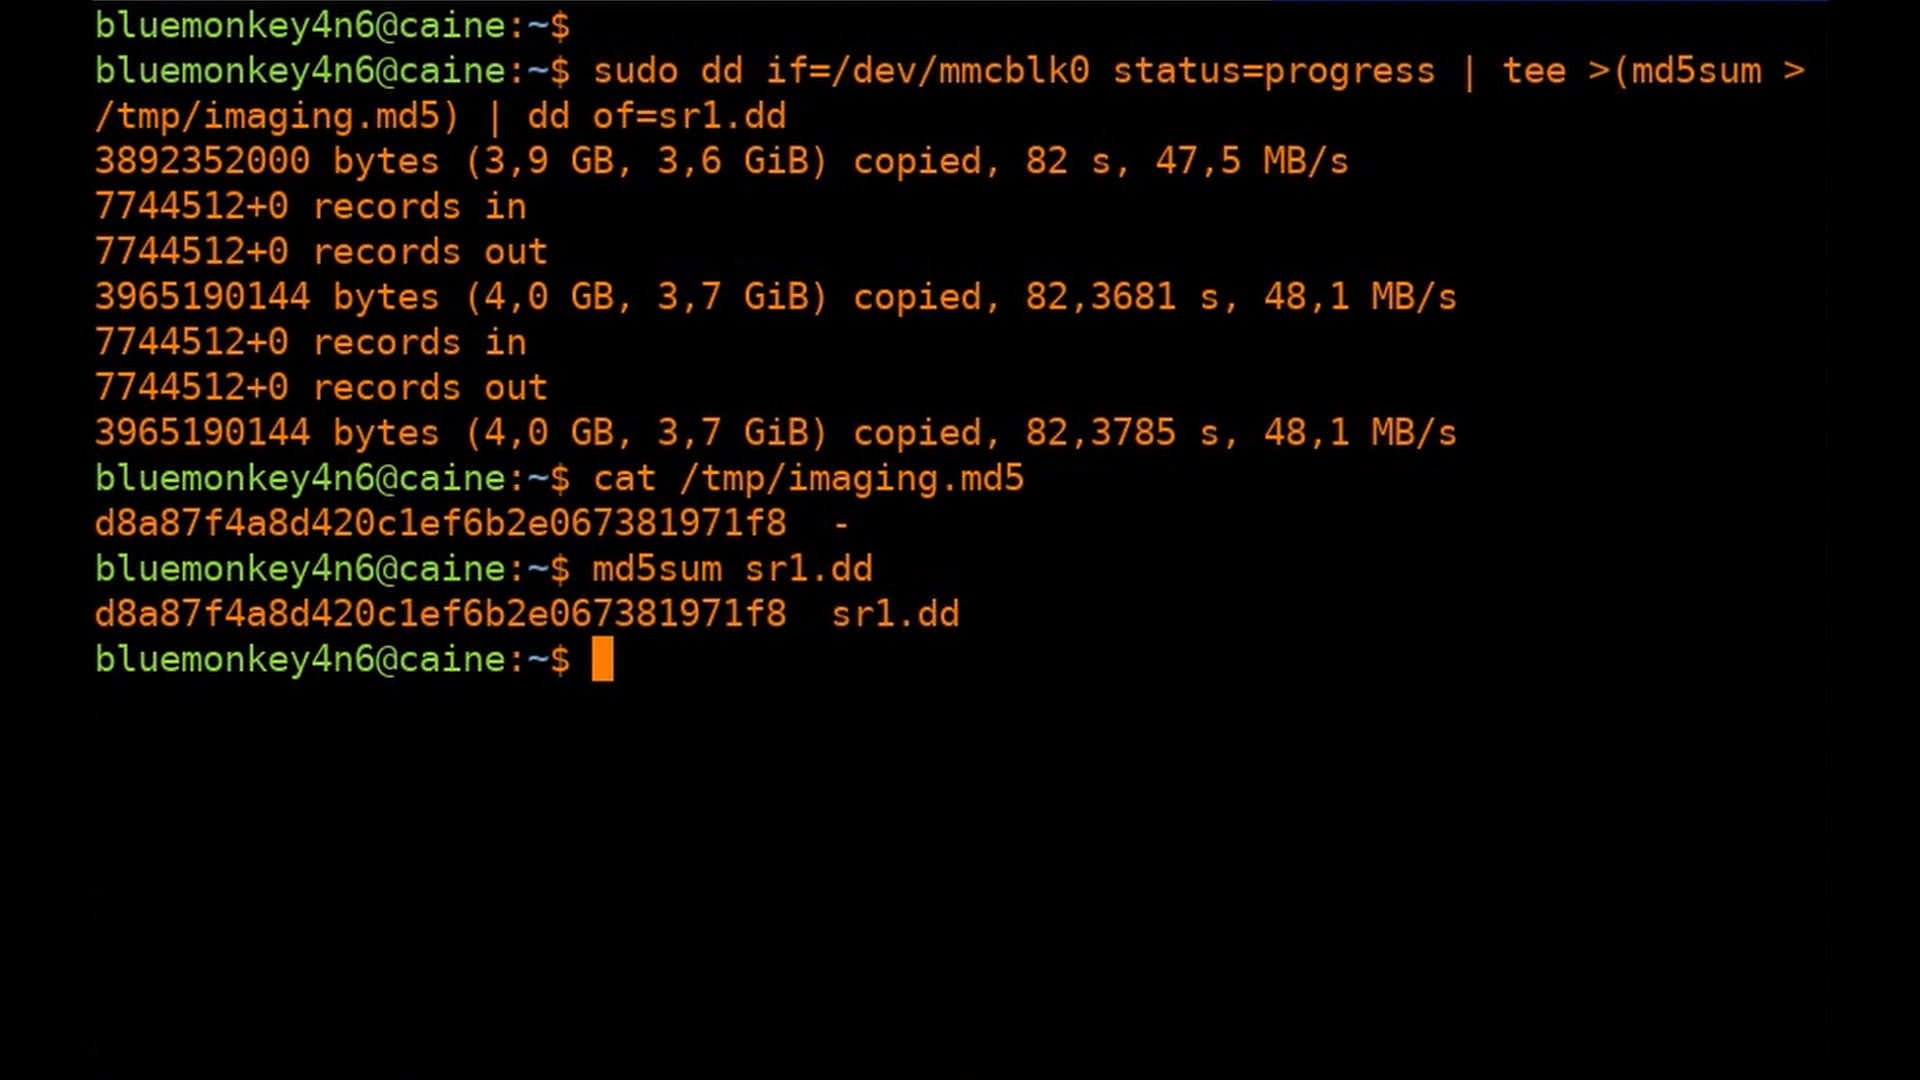 bluemonkey4n6@caine:~$
bluemonkey4n6@caine:~$ sudo dd if=/dev/mmcblk0 status=progress | tee >(md5sum >
/tmp/imaging.md5) | dd of=sr1.dd
3892352000 bytes (3,9 GB, 3,6 GiB) copied, 82 s, 47,5 MB/s
7744512+0 records in
7744512+0 records out
3965190144 bytes (4,0 GB, 3,7 GiB) copied, 82,3681 s, 48,1 MB/s
7744512+0 records in
7744512+0 records out
3965190144 bytes (4,0 GB, 3,7 GiB) copied, 82,3785 s, 48,1 MB/s
bluemonkey4n6@caine:~$ cat /tmp/imaging.md5
d8a87f4a8d420c1ef6b2e067381971f8  -
bluemonkey4n6@caine:~$ md5sum sr1.dd
d8a87f4a8d420c1ef6b2e067381971f8  sr1.dd
bluemonkey4n6@caine:~$